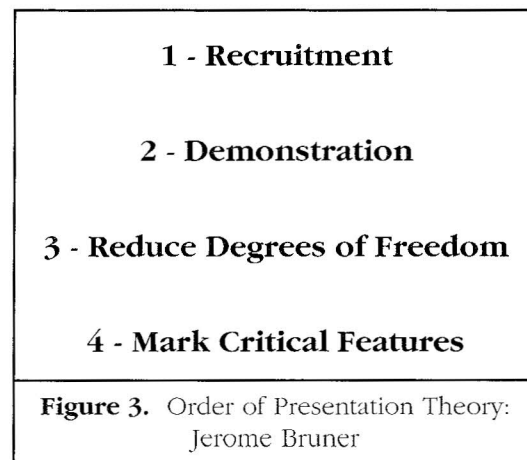 1 - Recruitment
2 - Demonstration
3 - Reduce Degrees of Freedom
4 - Mark Critical Features
Figure 3. Order of Presentation Theory:
Jerome Bruner